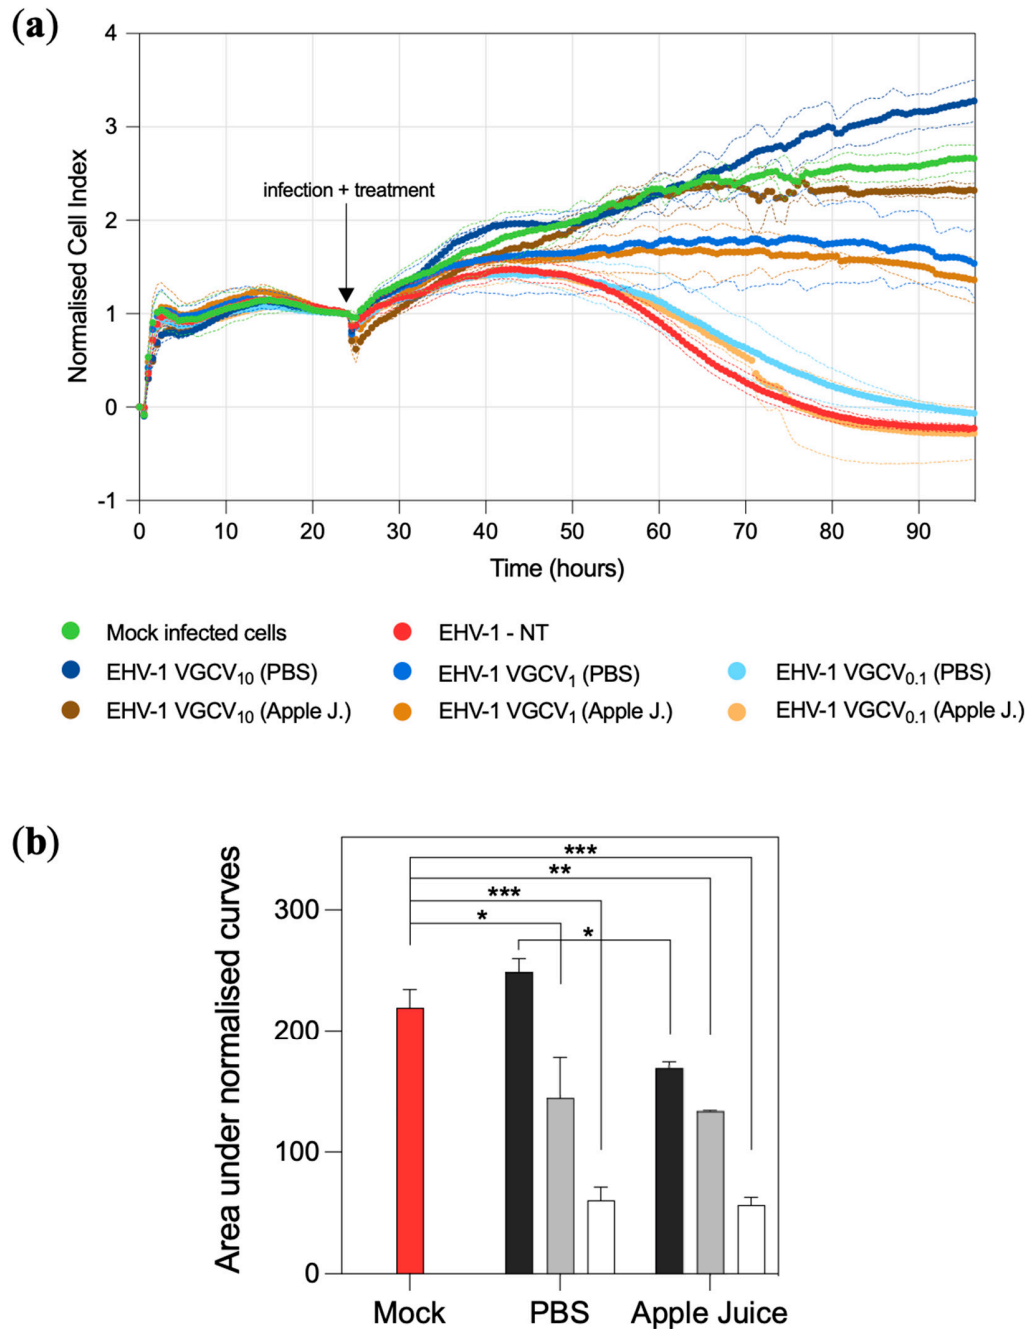 (a)
4
3
2
1
0
-1
Normalised Cell Index
infection + treatment
0 10 20 30 40 50 60 70 80 90
Time (hours)
Mock infected cells EHV-1 - NT
EHV-1 VGCV10 (PBS) EHV-1 VGCV1 (PBS) EHV-1 VGCV0.1 (PBS)
EHV-1 VGCV10 (Apple J.) EHV-1 VGCV1 (Apple J.) EHV-1 VGCV0.1 (Apple J.)
(b)
Area under normalised curves
300
200
100
0
***
**
***
* *
Mock PBS Apple Juice